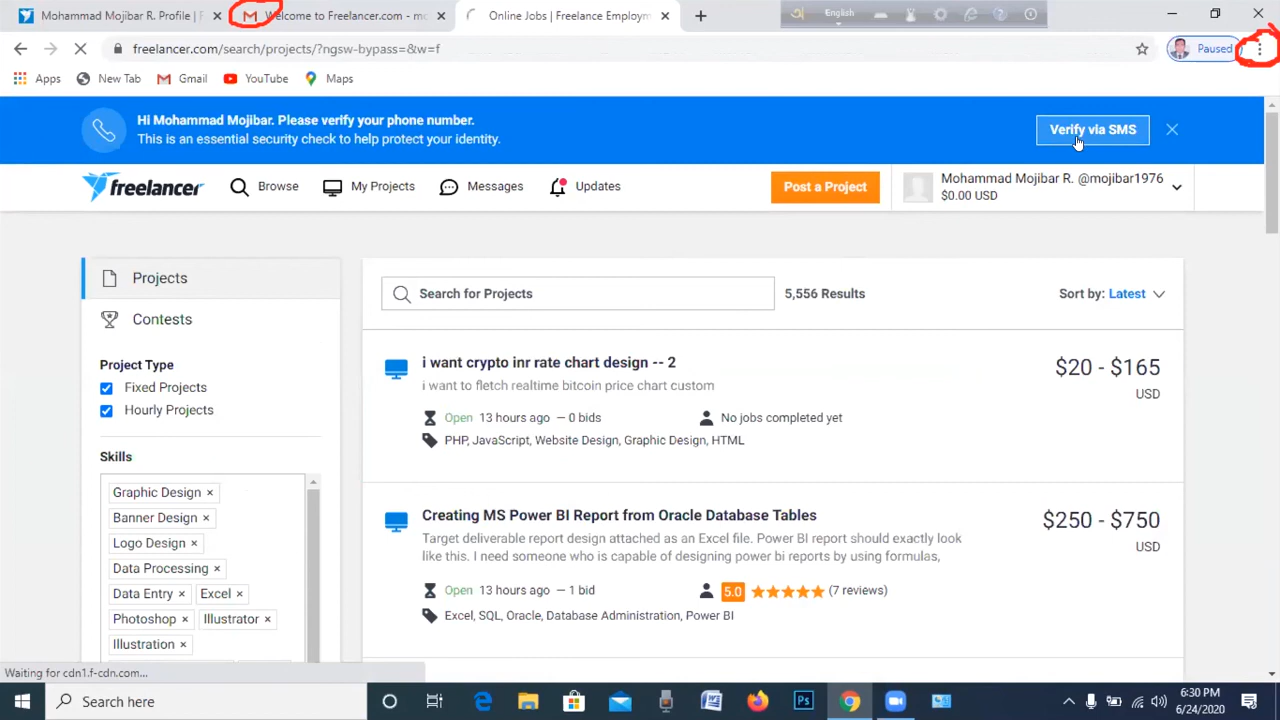 Mohammad Mojibar R. Profile | F
Welcome to Freelancer.com - mo
Online Jobs | Freelance Employm
English
freelancer.com/search/projects/?ngsw-bypass=&w=f
Paused
Apps
New Tab
Gmail
YouTube
Maps
Hi Mohammad Mojibar. Please verify your phone number.
This is an essential security check to help protect your identity.
Verify via SMS
freelancer
Browse
My Projects
Messages
Updates
Post a Project
Mohammad Mojibar R. @mojibar1976
$0.00 USD
Projects
Contests
Project Type
Fixed Projects
Hourly Projects
Skills
Graphic Design ×
Banner Design ×
Logo Design ×
Data Processing ×
Data Entry × Excel ×
Photoshop × Illustrator ×
Illustration ×
Search for Projects
5,556 Results
Sort by: Latest
i want crypto inr rate chart design -- 2
$20 - $165
USD
i want to fletch realtime bitcoin price chart custom
Open 13 hours ago — 0 bids
No jobs completed yet
PHP, JavaScript, Website Design, Graphic Design, HTML
Creating MS Power BI Report from Oracle Database Tables
$250 - $750
USD
Target deliverable report design attached as an Excel file. Power BI report should exactly look
like this. I need someone who is capable of designing power bi reports by using formulas,
Open 13 hours ago — 1 bid
5.0 (7 reviews)
Excel, SQL, Oracle, Database Administration, Power BI
Waiting for cdn1.f-cdn.com...
Search here
6:30 PM
6/24/2020